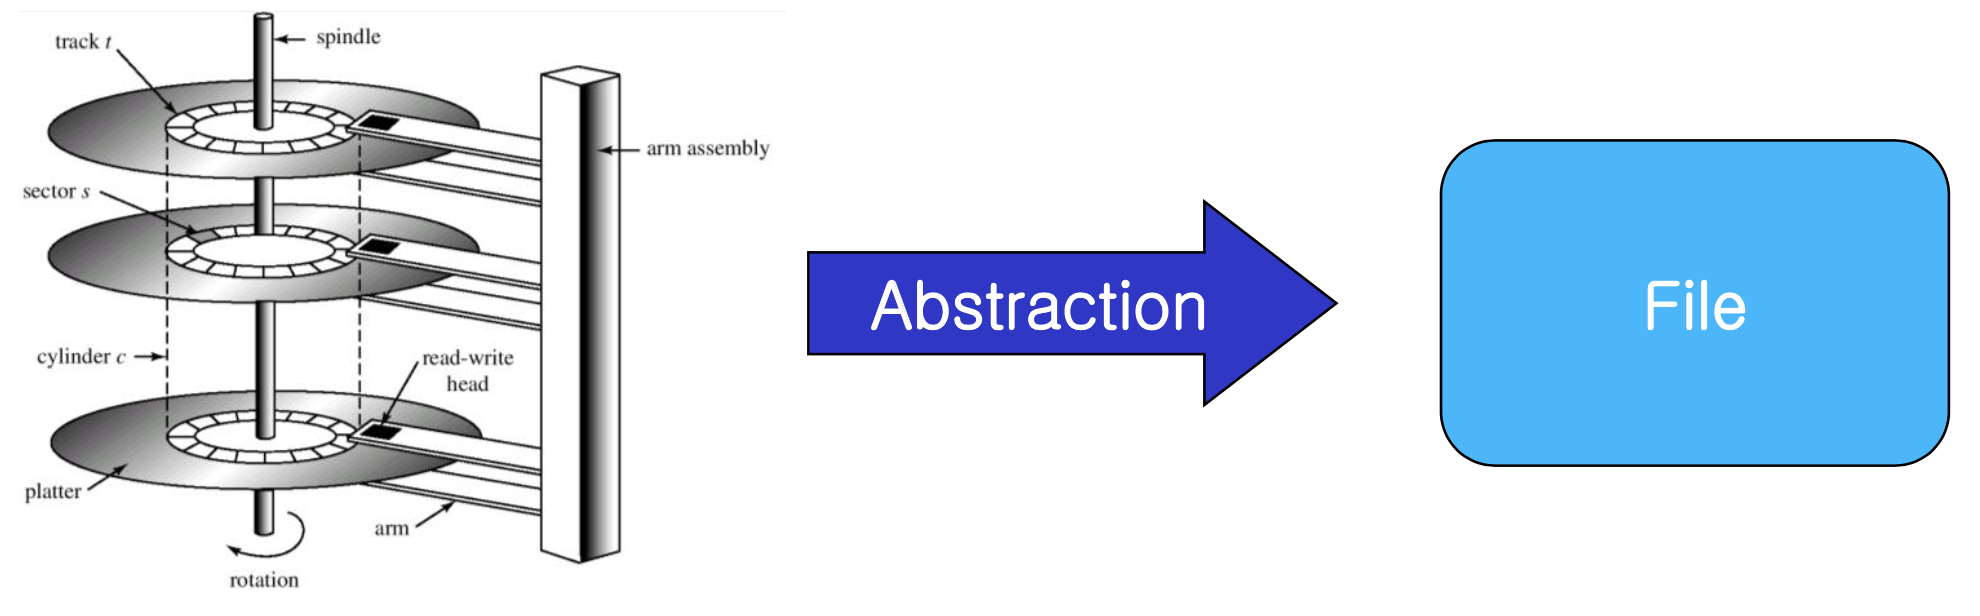 track t
spindle
arm assembly
sector s
cylinder c
read-write
head
platter
arm
rotation
Abstraction
File